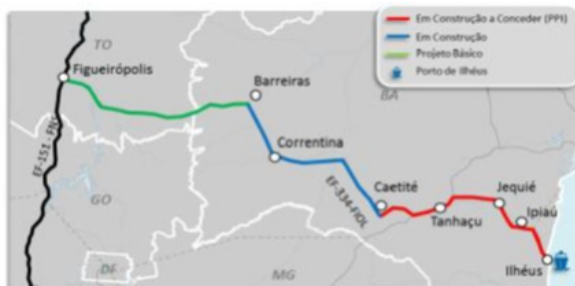 Em Construção a Conceder (PPI)
Em Construção
Projeto Básico
Porto de Ilhéus
TO
Figueirópolis
Barreiras
BA
EF-151 - FNS
Correntina
GO
EF-334-FIOL
Caetité
Jequié
Ipiaú
Tanhaçu
Ilhéus
DF
MG